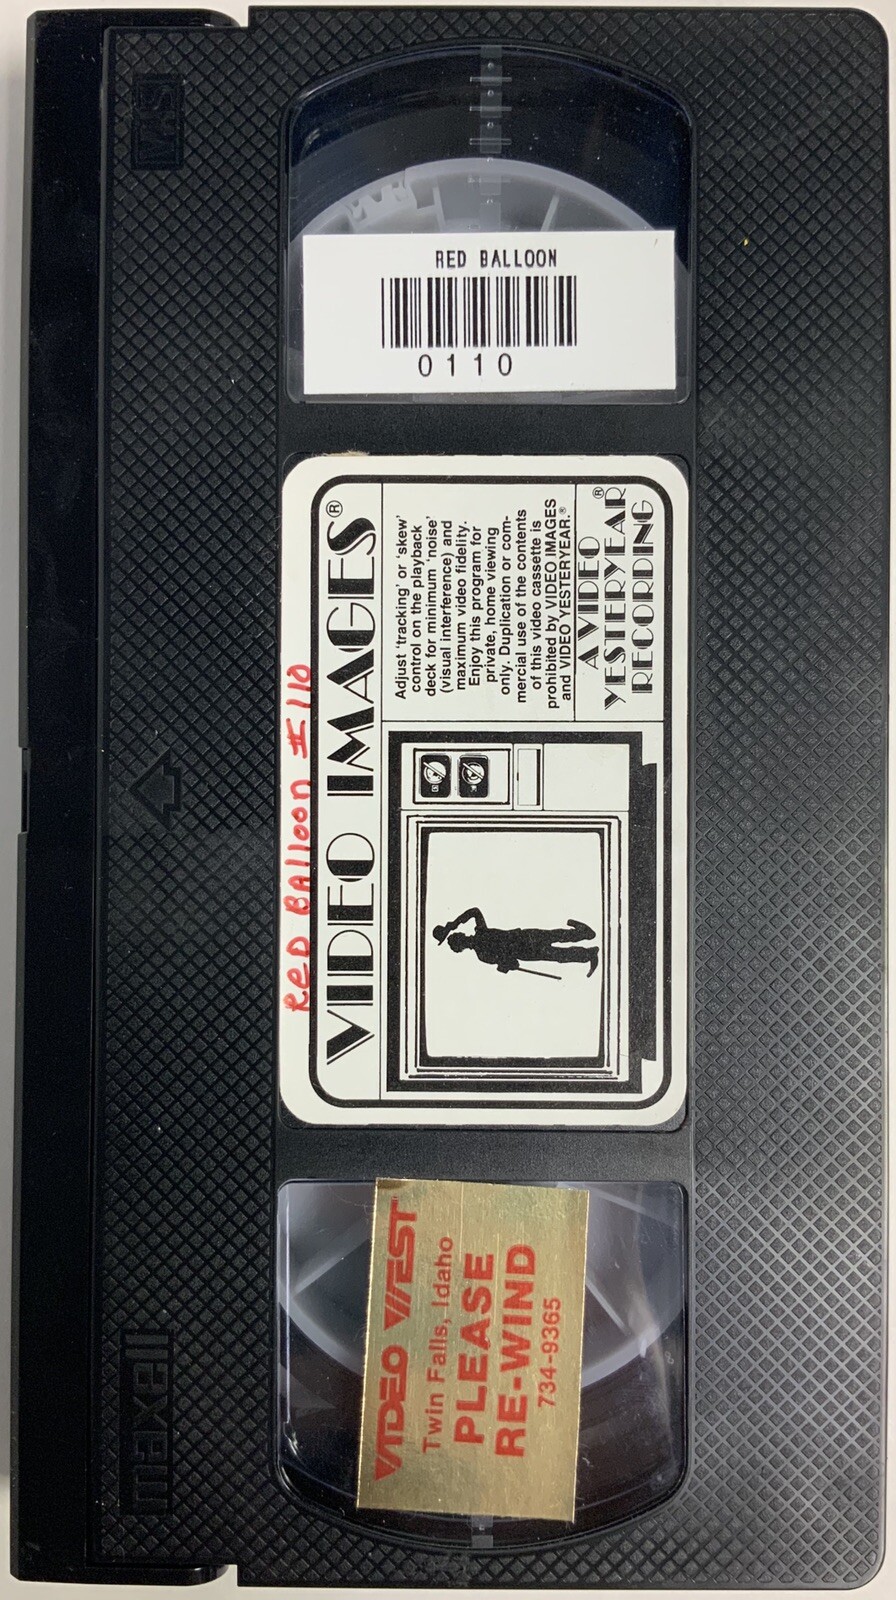 VHS
RED BALLOON
0110
RED BAlloon #110
VIDEO IMAGES®
Adjust 'tracking' or 'skew'
control on the playback
deck for minimum 'noise'
(visual interference) and
maximum video fidelity.
Enjoy this program for
private, home viewing
only. Duplication or com-
mercial use of the contents
of this video cassette is
prohibited by VIDEO IMAGES
and VIDEO YESTERYEAR.®
A VIDEO
YESTERYEAR®
RECORDING
VIDEO WEST
Twin Falls, Idaho
PLEASE
RE-WIND
734-9365
maxell